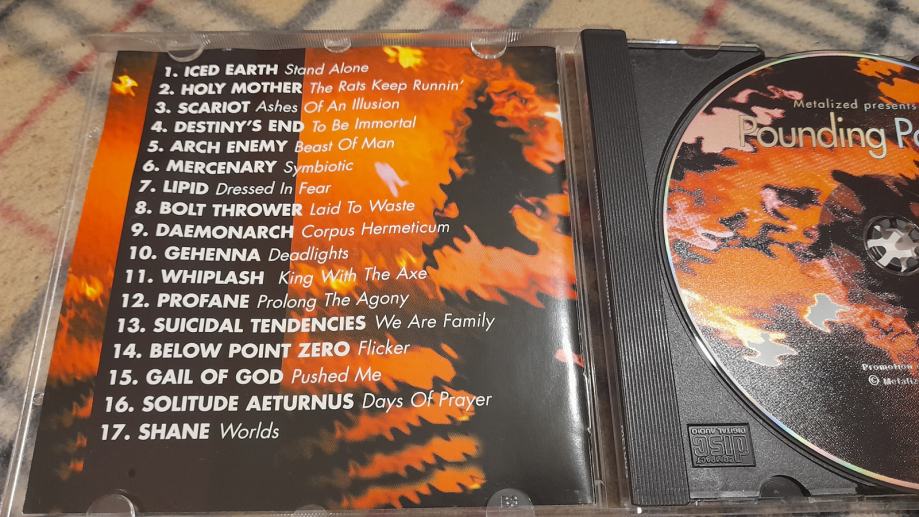 1. ICED EARTH Stand Alone
2. HOLY MOTHER The Rats Keep Runnin'
3. SCARIOT Ashes Of An Illusion
4. DESTINY'S END To Be Immortal
5. ARCH ENEMY Beast Of Man
6. MERCENARY Symbiotic
7. LIPID Dressed In Fear
8. BOLT THROWER Laid To Waste
9. DAEMONARCH Corpus Hermeticum
10. GEHENNA Deadlights
11. WHIPLASH King With The Axe
12. PROFANE Prolong The Agony
13. SUICIDAL TENDENCIES We Are Family
14. BELOW POINT ZERO Flicker
15. GAIL OF GOD Pushed Me
16. SOLITUDE AETURNUS Days Of Prayer
17. SHANE Worlds
Metalized presents
Pounding
Promotion
©
disc
DIGITAL AUDIO